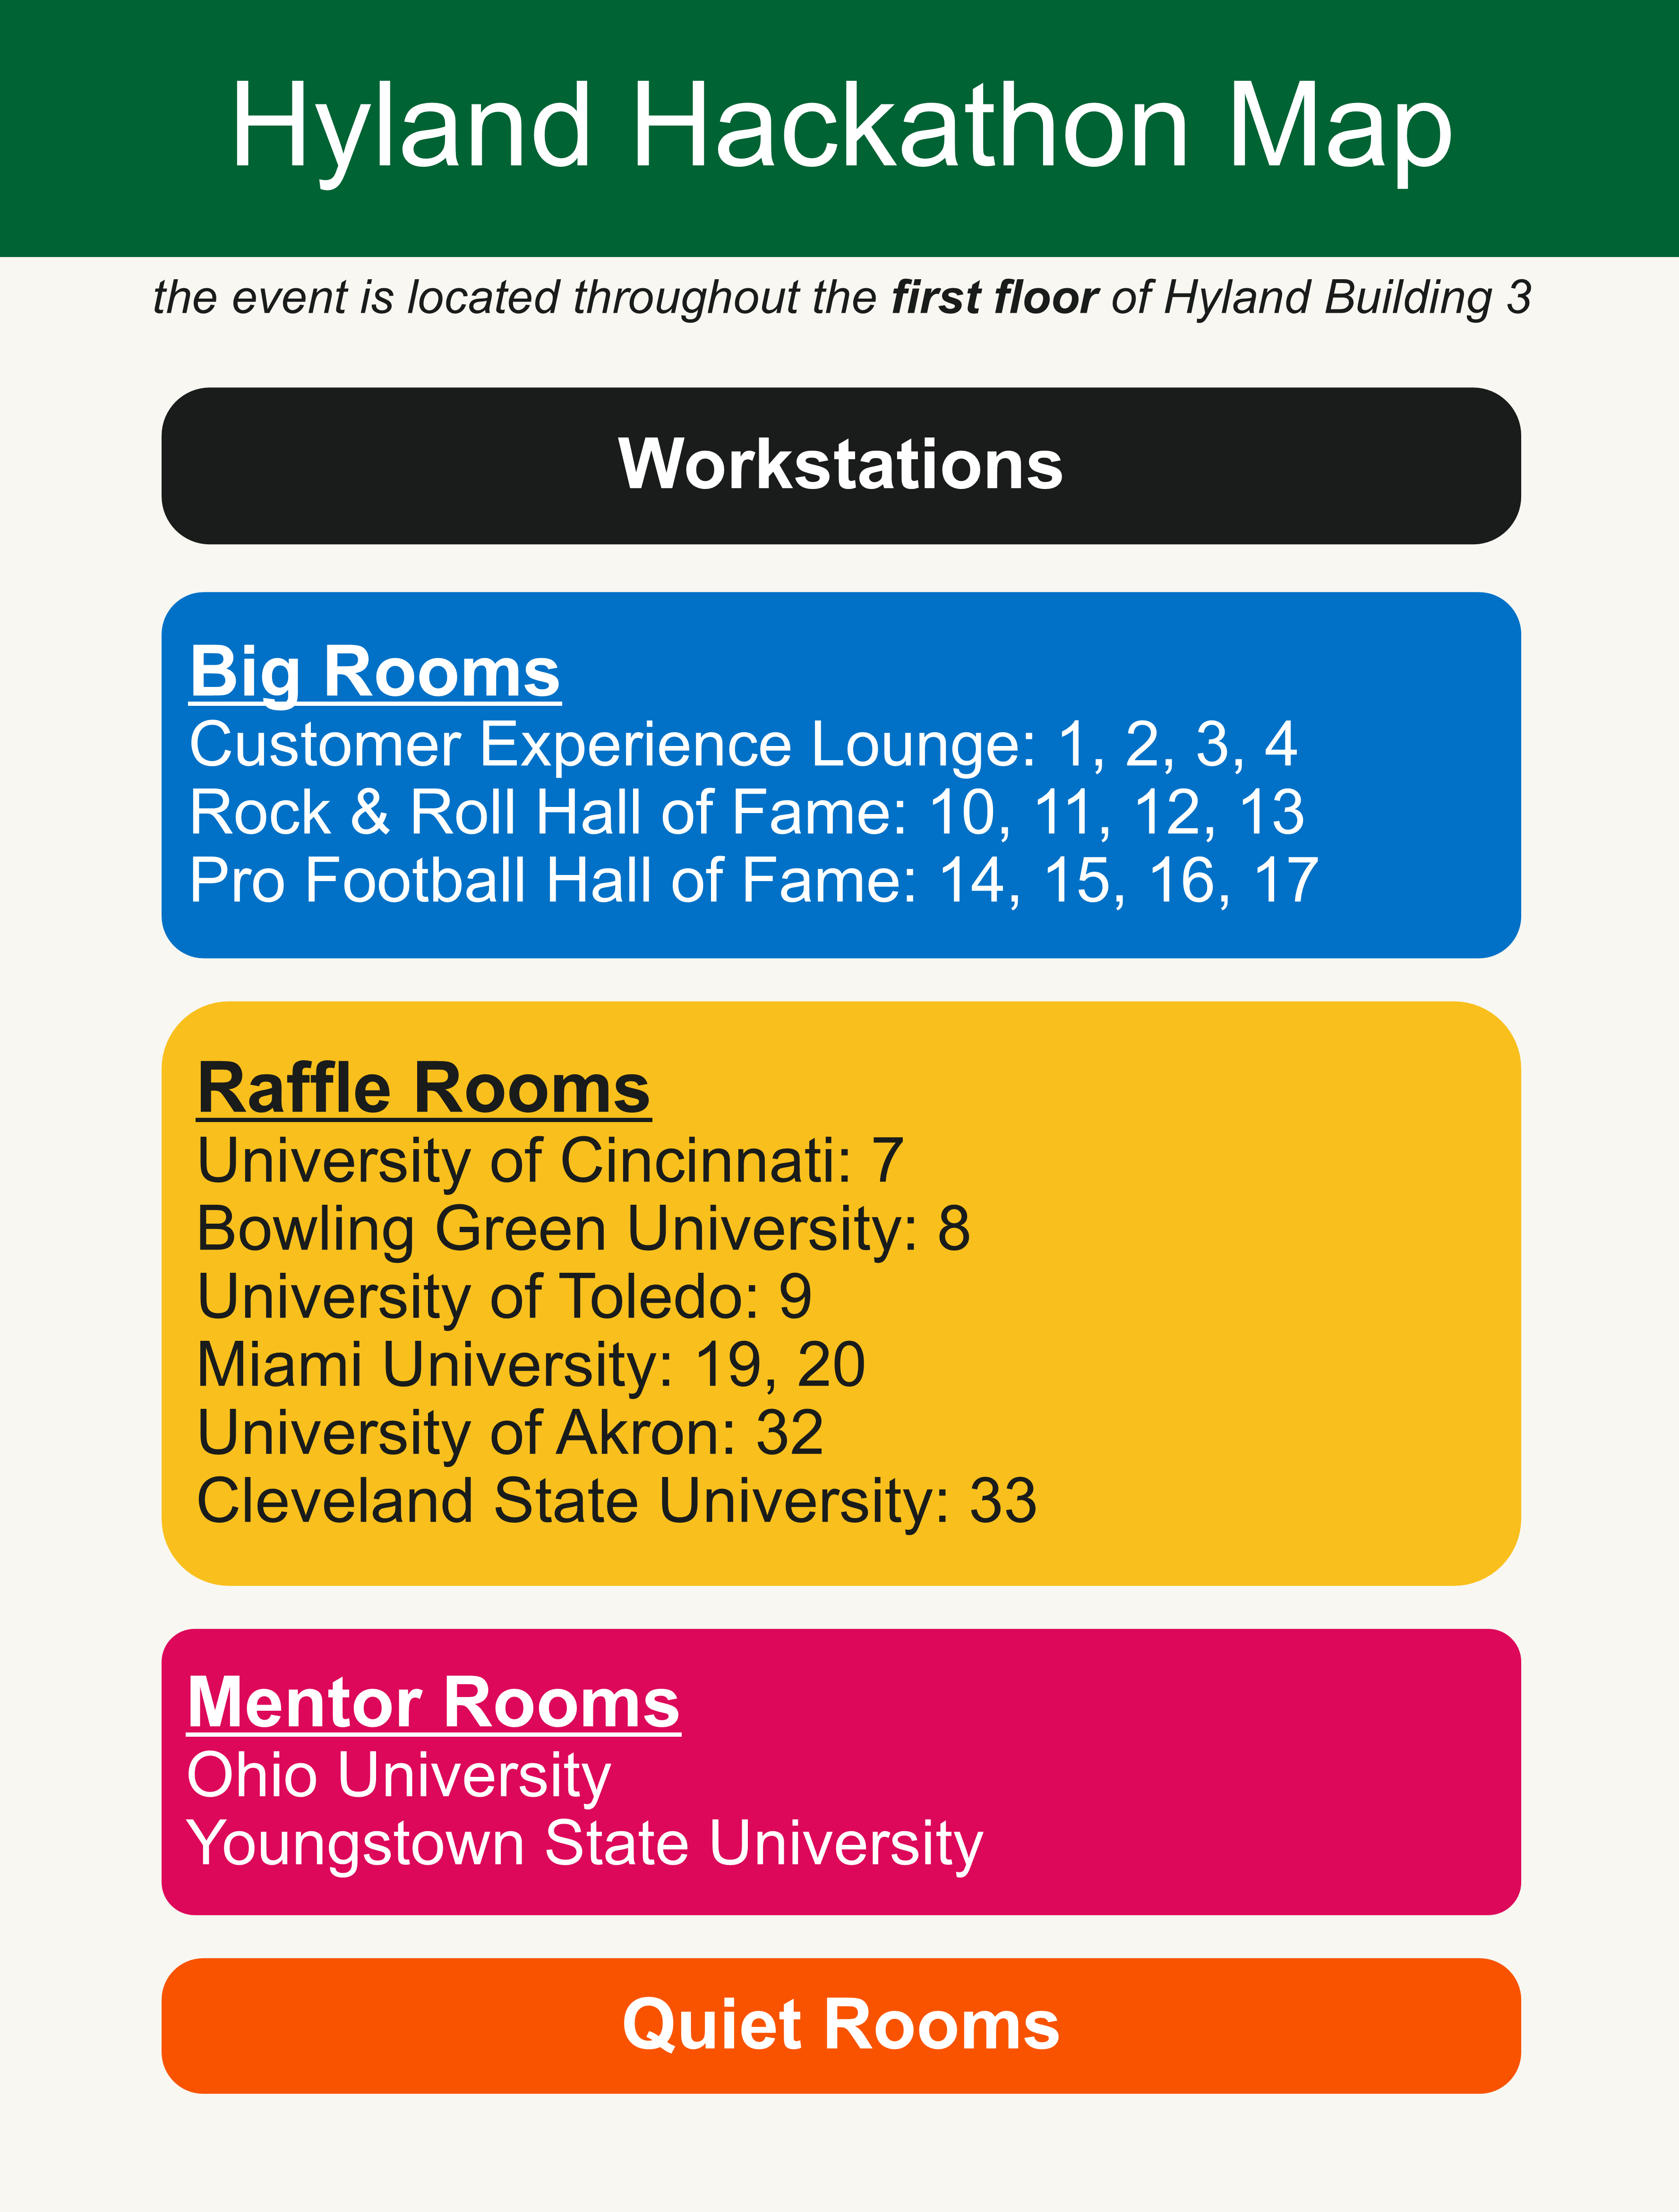 Hyland Hackathon Map
the event is located throughout the first floor of Hyland Building 3
Workstations
Big Rooms
Customer Experience Lounge: 1, 2, 3, 4
Rock & Roll Hall of Fame: 10, 11, 12, 13
Pro Football Hall of Fame: 14, 15, 16, 17
Raffle Rooms
University of Cincinnati: 7
Bowling Green University: 8
University of Toledo: 9
Miami University: 19, 20
University of Akron: 32
Cleveland State University: 33
Mentor Rooms
Ohio University
Youngstown State University
Quiet Rooms